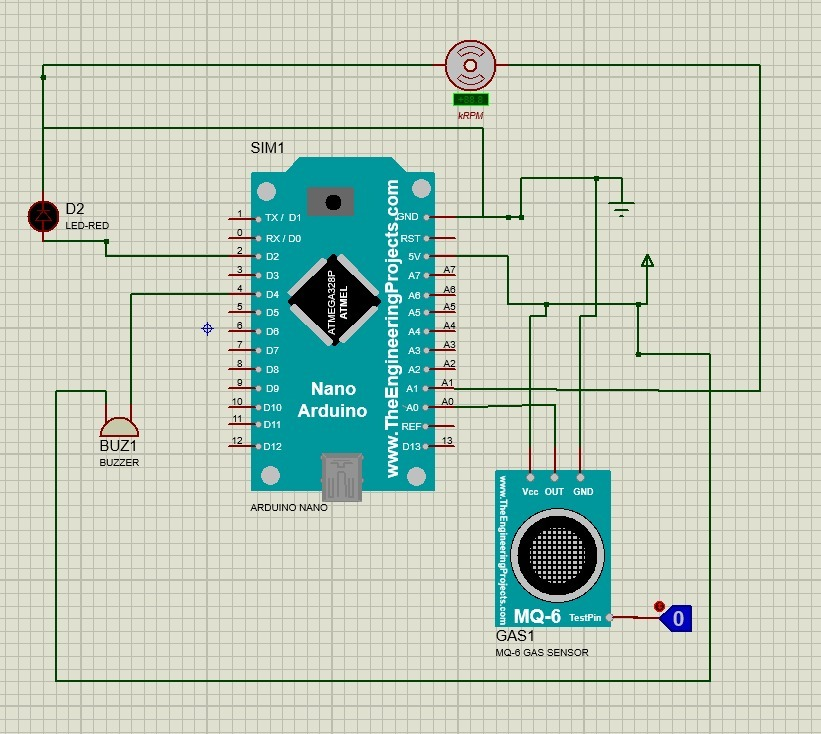 kRPM
SIM1
D2
LED-RED
1 TX / D1
0 RX / D0
2 D2
3 D3
4 D4
5 D5
6 D6
7 D7
8 D8
9 D9
10 D10
11 D11
12 D12
GND
RST
5V
A7 A7
A6 A6
A5 A5
A4 A4
A3 A3
A2 A2
A1 A1
A0 A0
REF
D13 13
ATMEGA328P
ATMEL
www.TheEngineeringProjects.com
Nano
Arduino
ARDUINO NANO
BUZ1
BUZZER
Vcc OUT GND
www.TheEngineeringProjects.com
MQ-6 TestPin
0
GAS1
MQ-6 GAS SENSOR